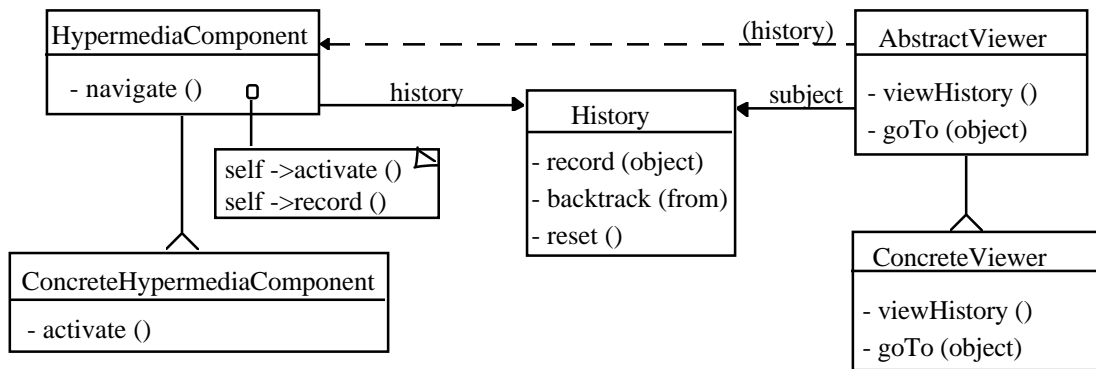 HypermediaComponent
- navigate ()
self ->activate ()
self ->record ()
ConcreteHypermediaComponent
- activate ()
(history)
history
History
- record (object)
- backtrack (from)
- reset ()
subject
AbstractViewer
- viewHistory ()
- goTo (object)
ConcreteViewer
- viewHistory ()
- goTo (object)